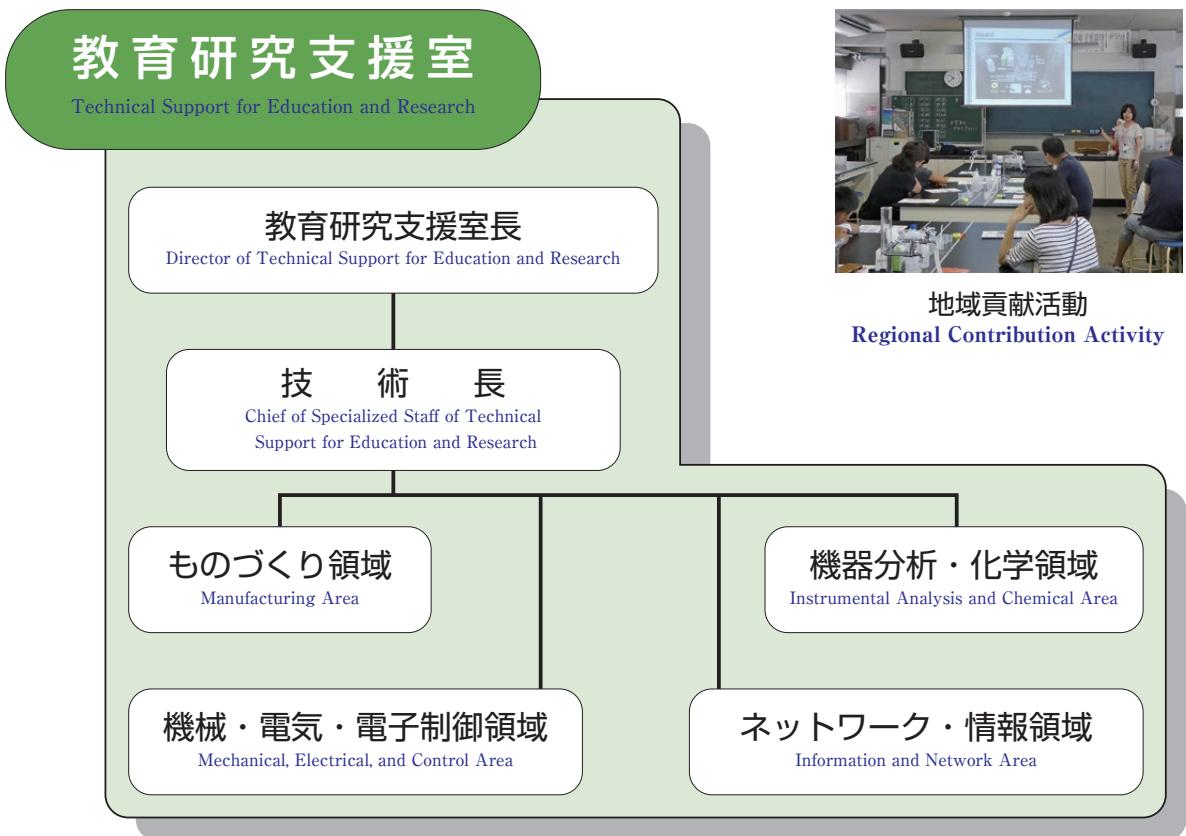 教育研究支援室
Technical Support for Education and Research
教育研究支援室長
Director of Technical Support for Education and Research
技 術 長
Chief of Specialized Staff of Technical
Support for Education and Research
ものづくり領域
Manufacturing Area
機器分析・化学領域
Instrumental Analysis and Chemical Area
機械・電気・電子制御領域
Mechanical, Electrical, and Control Area
ネットワーク・情報領域
Information and Network Area
地域貢献活動
Regional Contribution Activity